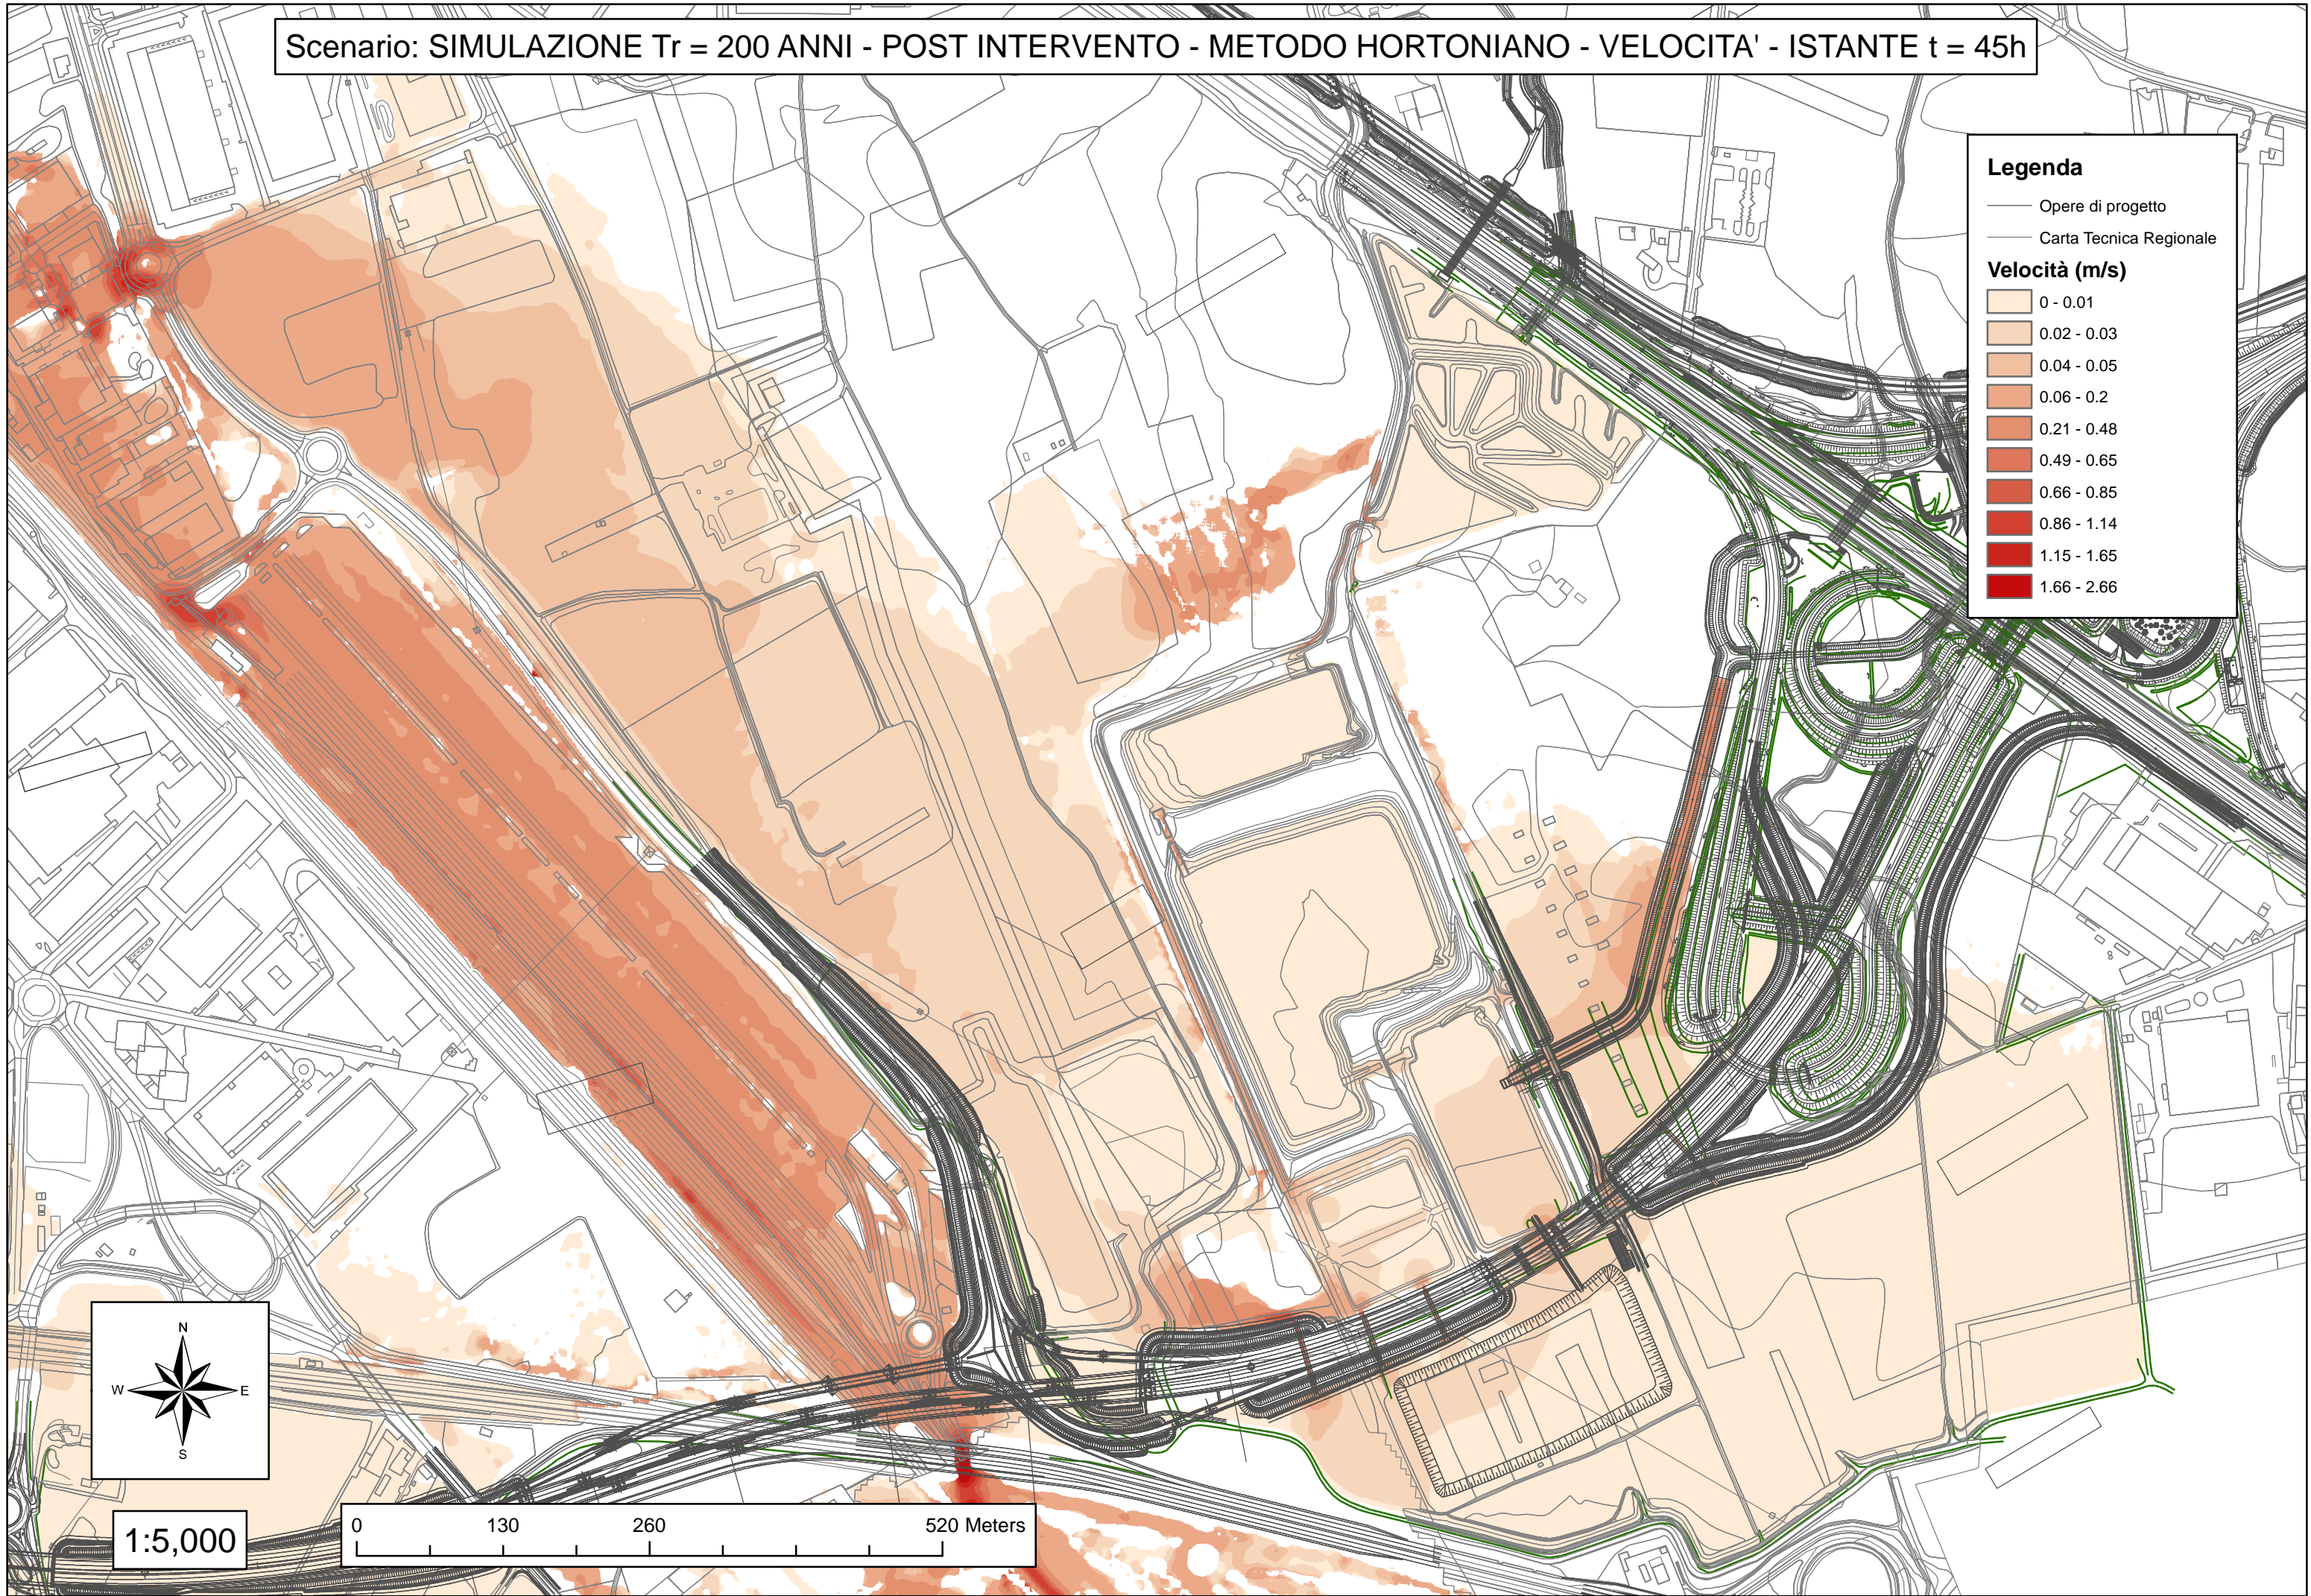 Scenario: SIMULAZIONE Tr = 200 ANNI - POST INTERVENTO - METODO HORTONIANO - VELOCITA' - ISTANTE t = 45h
Legenda
Opere di progetto
Carta Tecnica Regionale
Velocità (m/s)
0 - 0.01
0.02 - 0.03
0.04 - 0.05
0.06 - 0.2
0.21 - 0.48
0.49 - 0.65
0.66 - 0.85
0.86 - 1.14
1.15 - 1.65
1.66 - 2.66
N
W E
S
1:5,000
0 130 260 520 Meters